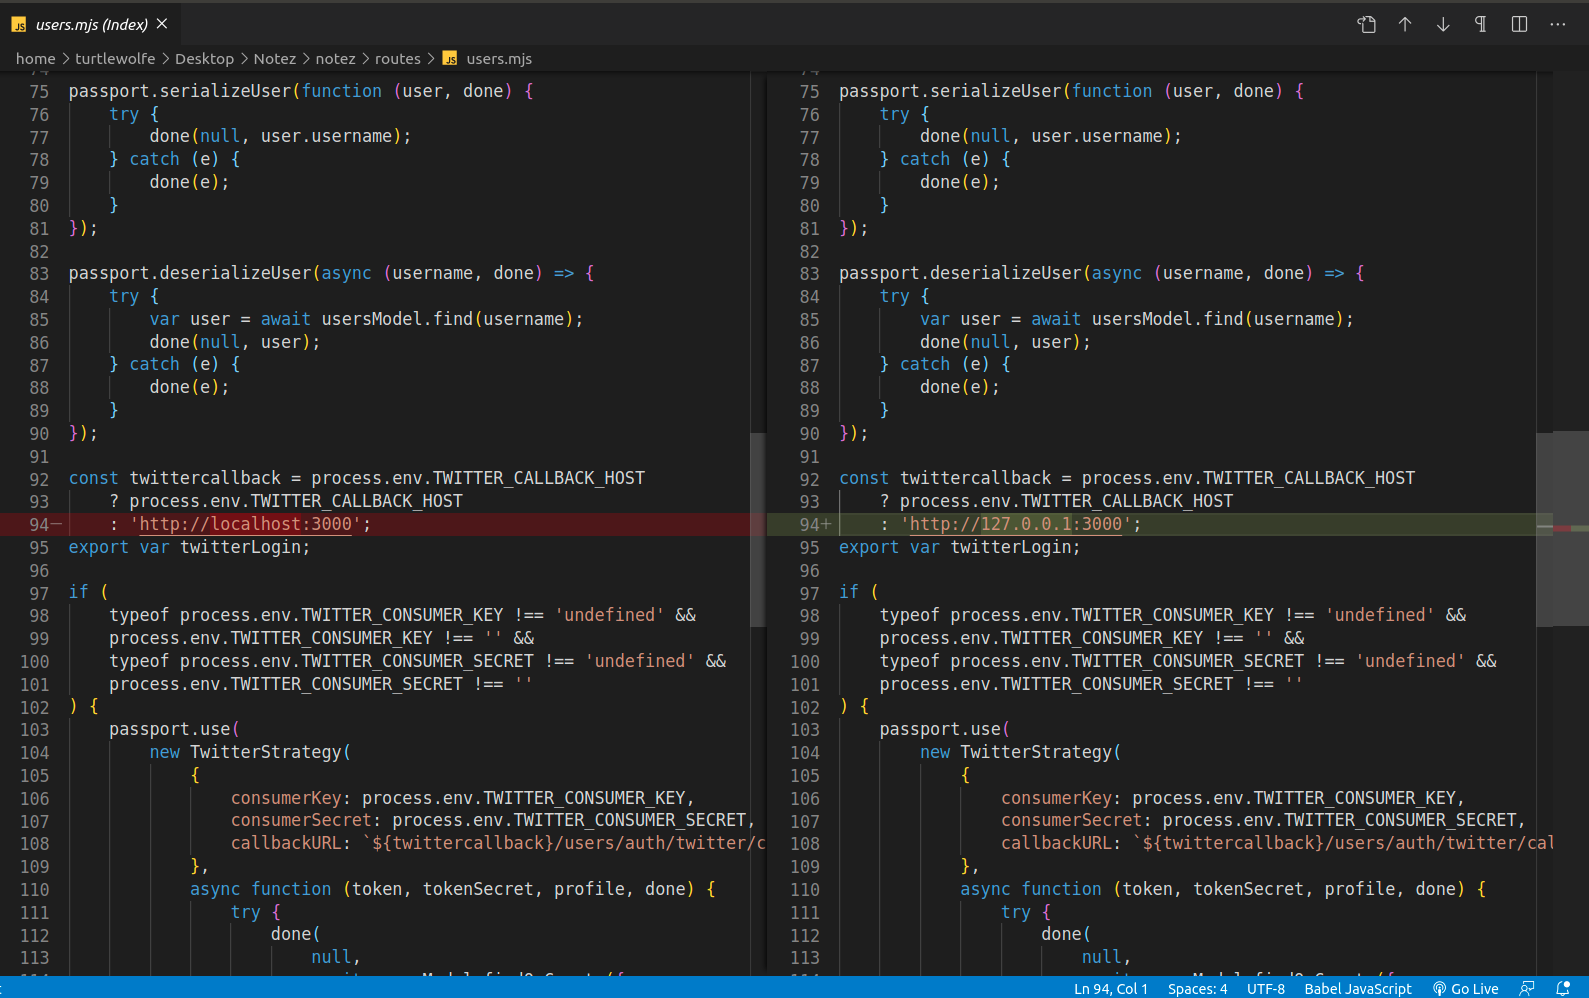 users.mjs (Index)
home > turtlewolfe > Desktop > Notez > notez > routes > users.mjs
75 passport.serializeUser(function (user, done) {
76 try {
77 done(null, user.username);
78 } catch (e) {
79 done(e);
80 }
81 });
82
83 passport.deserializeUser(async (username, done) => {
84 try {
85 var user = await usersModel.find(username);
86 done(null, user);
87 } catch (e) {
88 done(e);
89 }
90 });
91
92 const twittercallback = process.env.TWITTER_CALLBACK_HOST
93 ? process.env.TWITTER_CALLBACK_HOST
94− : 'http://localhost:3000';
95 export var twitterLogin;
96
97 if (
98 typeof process.env.TWITTER_CONSUMER_KEY !== 'undefined' &&
99 process.env.TWITTER_CONSUMER_KEY !== '' &&
100 typeof process.env.TWITTER_CONSUMER_SECRET !== 'undefined' &&
101 process.env.TWITTER_CONSUMER_SECRET !== ''
102 ) {
103 passport.use(
104 new TwitterStrategy(
105 {
106 consumerKey: process.env.TWITTER_CONSUMER_KEY,
107 consumerSecret: process.env.TWITTER_CONSUMER_SECRET,
108 callbackURL: `${twittercallback}/users/auth/twitter/c
109 },
110 async function (token, tokenSecret, profile, done) {
111 try {
112 done(
113 null,
75 passport.serializeUser(function (user, done) {
76 try {
77 done(null, user.username);
78 } catch (e) {
79 done(e);
80 }
81 });
82
83 passport.deserializeUser(async (username, done) => {
84 try {
85 var user = await usersModel.find(username);
86 done(null, user);
87 } catch (e) {
88 done(e);
89 }
90 });
91
92 const twittercallback = process.env.TWITTER_CALLBACK_HOST
93 ? process.env.TWITTER_CALLBACK_HOST
94+ : 'http://127.0.0.1:3000';
95 export var twitterLogin;
96
97 if (
98 typeof process.env.TWITTER_CONSUMER_KEY !== 'undefined' &&
99 process.env.TWITTER_CONSUMER_KEY !== '' &&
100 typeof process.env.TWITTER_CONSUMER_SECRET !== 'undefined' &&
101 process.env.TWITTER_CONSUMER_SECRET !== ''
102 ) {
103 passport.use(
104 new TwitterStrategy(
105 {
106 consumerKey: process.env.TWITTER_CONSUMER_KEY,
107 consumerSecret: process.env.TWITTER_CONSUMER_SECRET,
108 callbackURL: `${twittercallback}/users/auth/twitter/cal
109 },
110 async function (token, tokenSecret, profile, done) {
111 try {
112 done(
113 null,
Ln 94, Col 1 Spaces: 4 UTF-8 Babel JavaScript Go Live